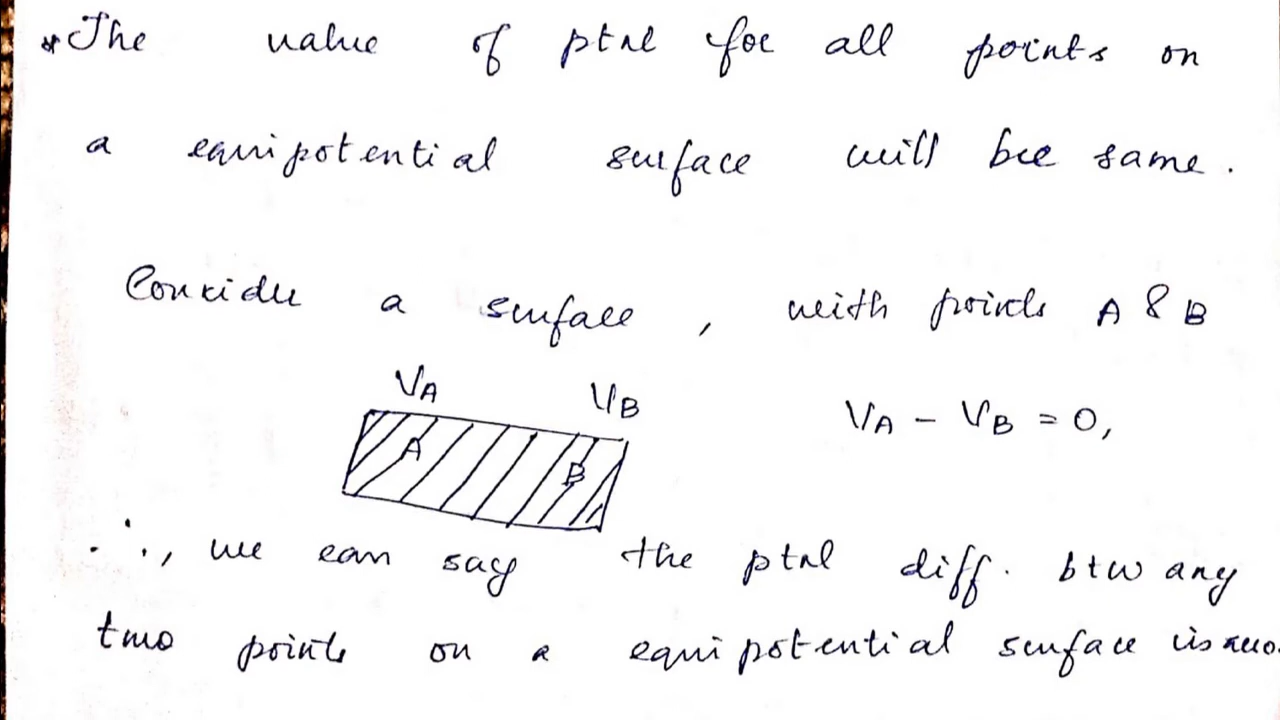 * The value of ptnl for all points on
a equipotential surface will be same.
Consider a surface, with points A & B
VA VB
VA - VB = 0,
A B
∴, we can say the ptnl diff. btw any
two points on a equipotential surface is zero.